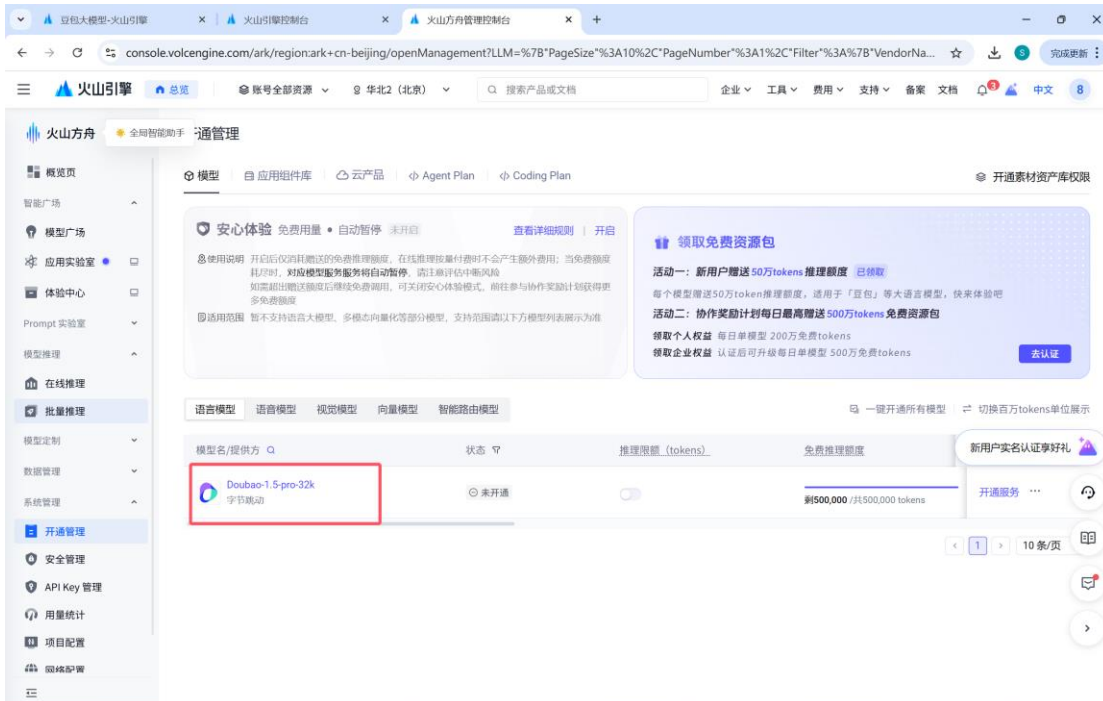 豆包大模型-火山引擎
火山引擎控制台
火山方舟管理控制台
console.volcengine.com/ark/region:ark+cn-beijing/openManagement?LLM=%7B"PageSize"%3A10%2C"PageNumber"%3A1%2C"Filter"%3A%7B"VendorNa...
S
完成更新
火山引擎
总览
账号全部资源
华北2（北京）
搜索产品或文档
企业
工具
费用
支持
备案
文档
3
中文
8
火山方舟
全局智能助手
开通管理
概览页
智能广场
模型广场
应用实验室
体验中心
Prompt 实验室
模型推理
在线推理
批量推理
模型定制
数据管理
系统管理
开通管理
安全管理
API Key 管理
用量统计
项目配置
网络配置
模型
应用组件库
云产品
Agent Plan
Coding Plan
开通素材资产库权限
安心体验 免费用量 • 自动暂停 未开启
查看详细规则
开启
使用说明 开启后仅消耗赠送的免费推理额度，在线推理按量付费时不会产生额外费用；当免费额度
耗尽时，对应模型服务服务将自动暂停，请注意评估中断风险
如需超出赠送额度后继续免费调用，可关闭安心体验模式，前往参与协作奖励计划获得更
多免费额度
适用范围 暂不支持语言大模型、多模态向量化等部分模型，支持范围请以下方模型列表展示为准
领取免费资源包
活动一：新用户赠送 50万tokens 推理额度 已领取
每个模型赠送50万token推理额度，适用于「豆包」等大语言模型，快来体验吧
活动二：协作奖励计划每日最高赠送 500万tokens 免费资源包
领取个人权益 每日单模型 200万免费tokens
领取企业权益 认证后可升级每日单模型 500万免费tokens
去认证
语言模型
语音模型
视觉模型
向量模型
智能路由模型
一键开通所有模型
切换百万tokens单位展示
模型名/提供方
状态
推理限额（tokens）
免费推理额度
新用户实名认证享好礼
Doubao-1.5-pro-32k
字节跳动
未开通
剩500,000 /共500,000 tokens
开通服务
1
10 条/页